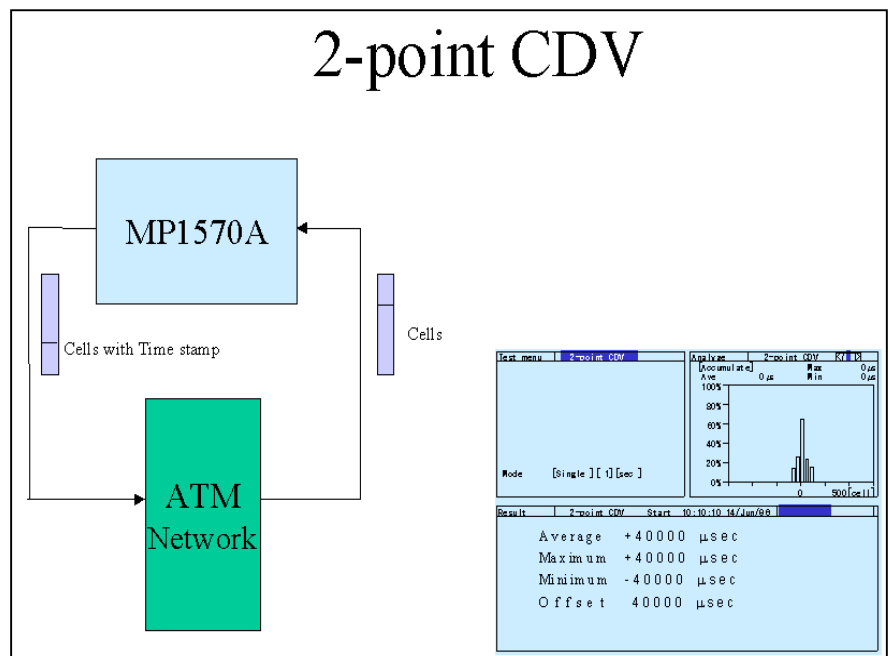 2-point CDV
MP1570A
Cells with Time stamp
Cells
ATM
Network
Test menu 2-point CDV
Mode [Single ][ 1][sec ]
Analyze 2-point CDV
[Accumulate] Max 0μs
Ave 0μs Min 0μs
100%
80%
60%
40%
20%
0%
0 500[cell]
Result 2-point CDV Start 10:10:10 14/Jun/98
Average +40000 μsec
Maximum +40000 μsec
Miniimum -40000 μsec
Offset 40000 μsec